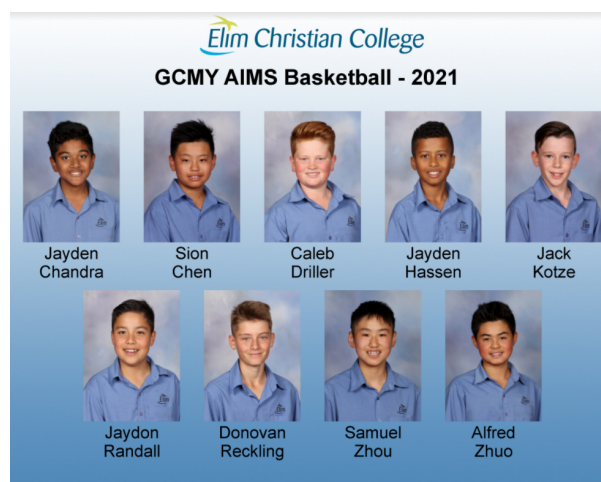 Elim Christian College
GCMY AIMS Basketball - 2021
Jayden
Chandra
Sion
Chen
Caleb
Driller
Jayden
Hassen
Jack
Kotze
Jaydon
Randall
Donovan
Reckling
Samuel
Zhou
Alfred
Zhuo